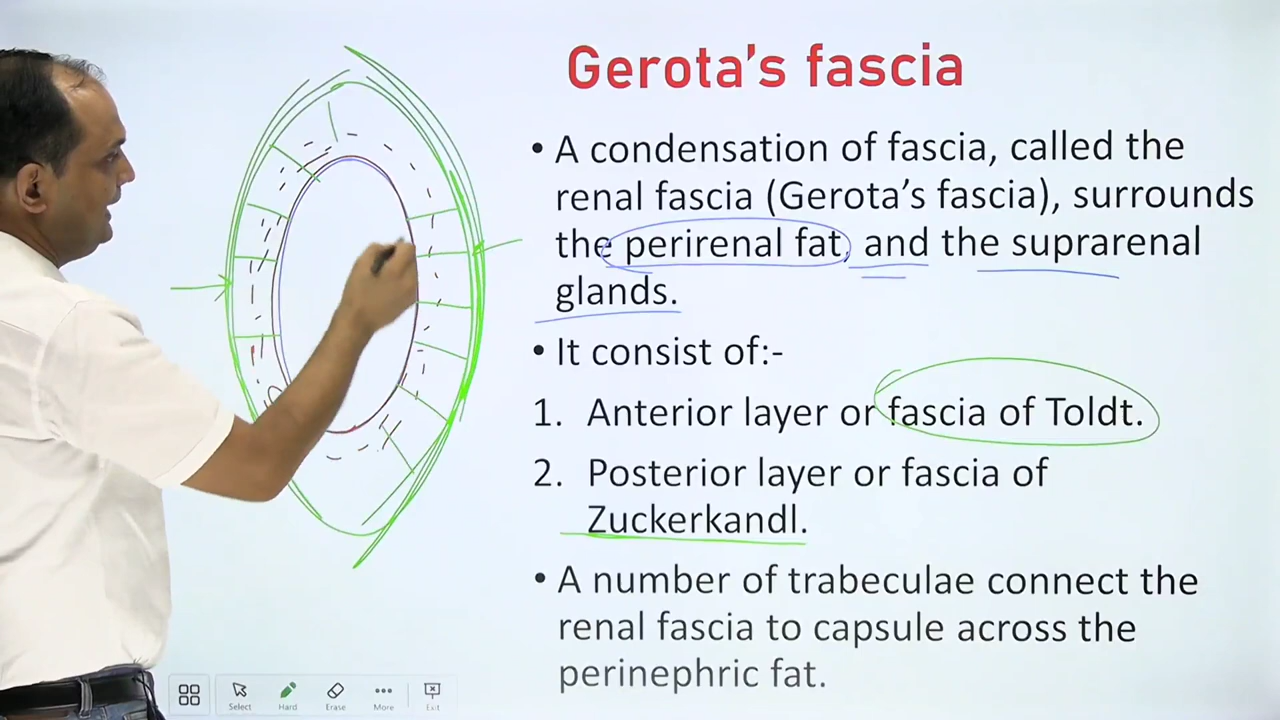 Gerota's fascia
• A condensation of fascia, called the
renal fascia (Gerota's fascia), surrounds
the perirenal fat, and the suprarenal
glands.
• It consist of:-
1. Anterior layer or fascia of Toldt.
2. Posterior layer or fascia of
Zuckerkandl.
• A number of trabeculae connect the
renal fascia to capsule across the
perinephric fat.
Select Hard Erase More Exit